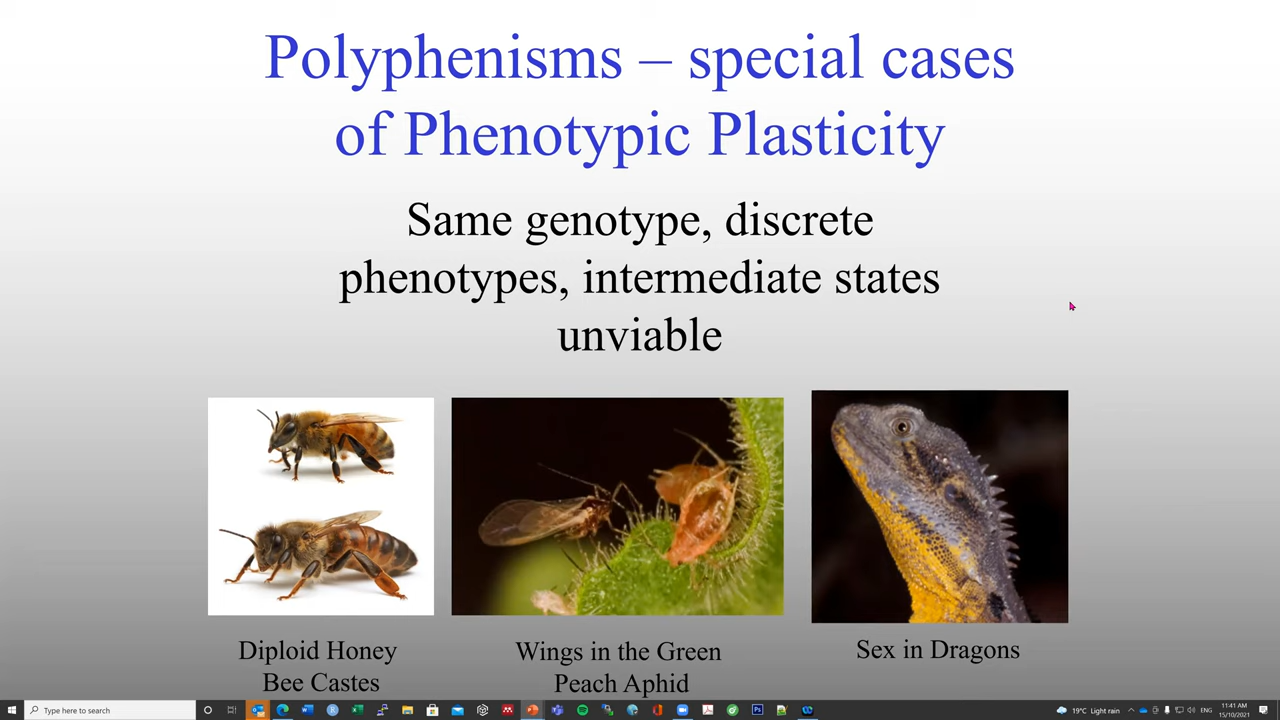 Polyphenisms – special cases
of Phenotypic Plasticity
Same genotype, discrete
phenotypes, intermediate states
unviable
Diploid Honey
Bee Castes
Wings in the Green
Peach Aphid
Sex in Dragons
Type here to search
19°C Light rain
ENG
11:41 AM
15/10/2021